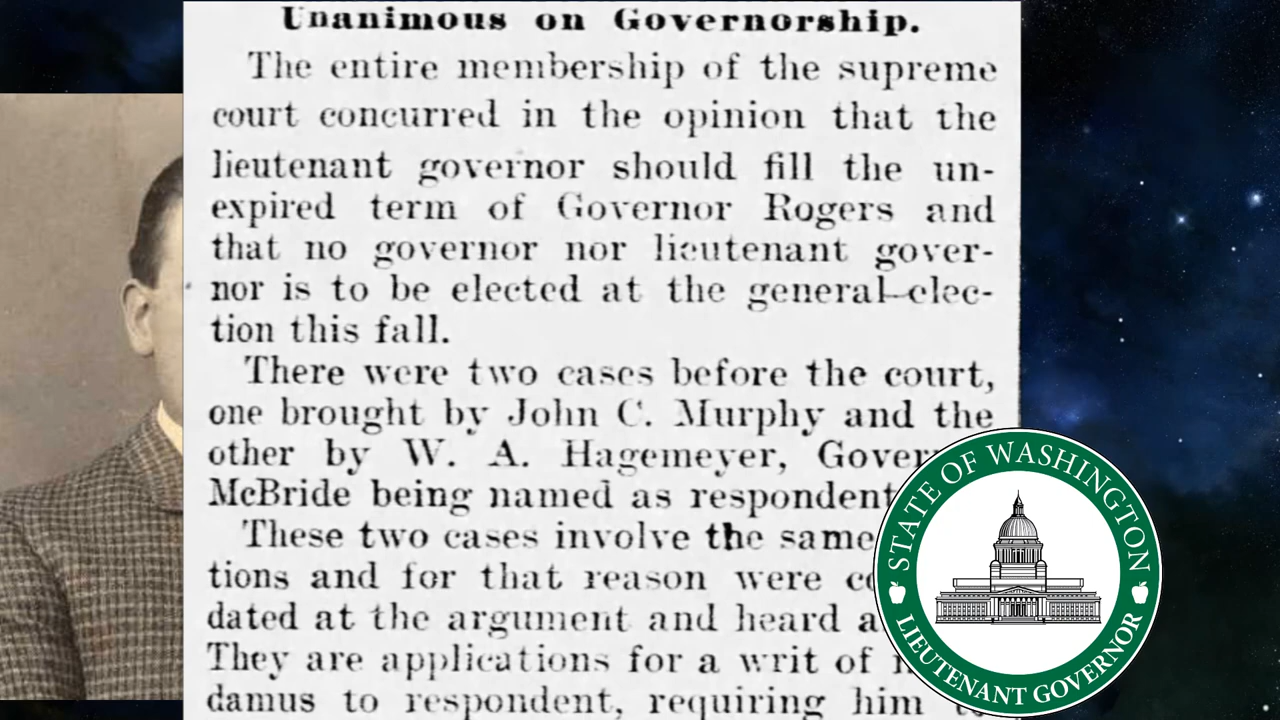 Unanimous on Governorship.
The entire membership of the supreme
court concurred in the opinion that the
lieutenant governor should fill the un-
expired term of Governor Rogers and
that no governor nor lieutenant gover-
nor is to be elected at the general elec-
tion this fall.
There were two cases before the court,
one brought by John C. Murphy and the
other by W. A. Hagemeyer, Gover
McBride being named as respondent
These two cases involve the same
tions and for that reason were
dated at the argument and heard
They are applications for a writ of
damus to respondent, requiring him
STATE OF WASHINGTON
LIEUTENANT GOVERNOR